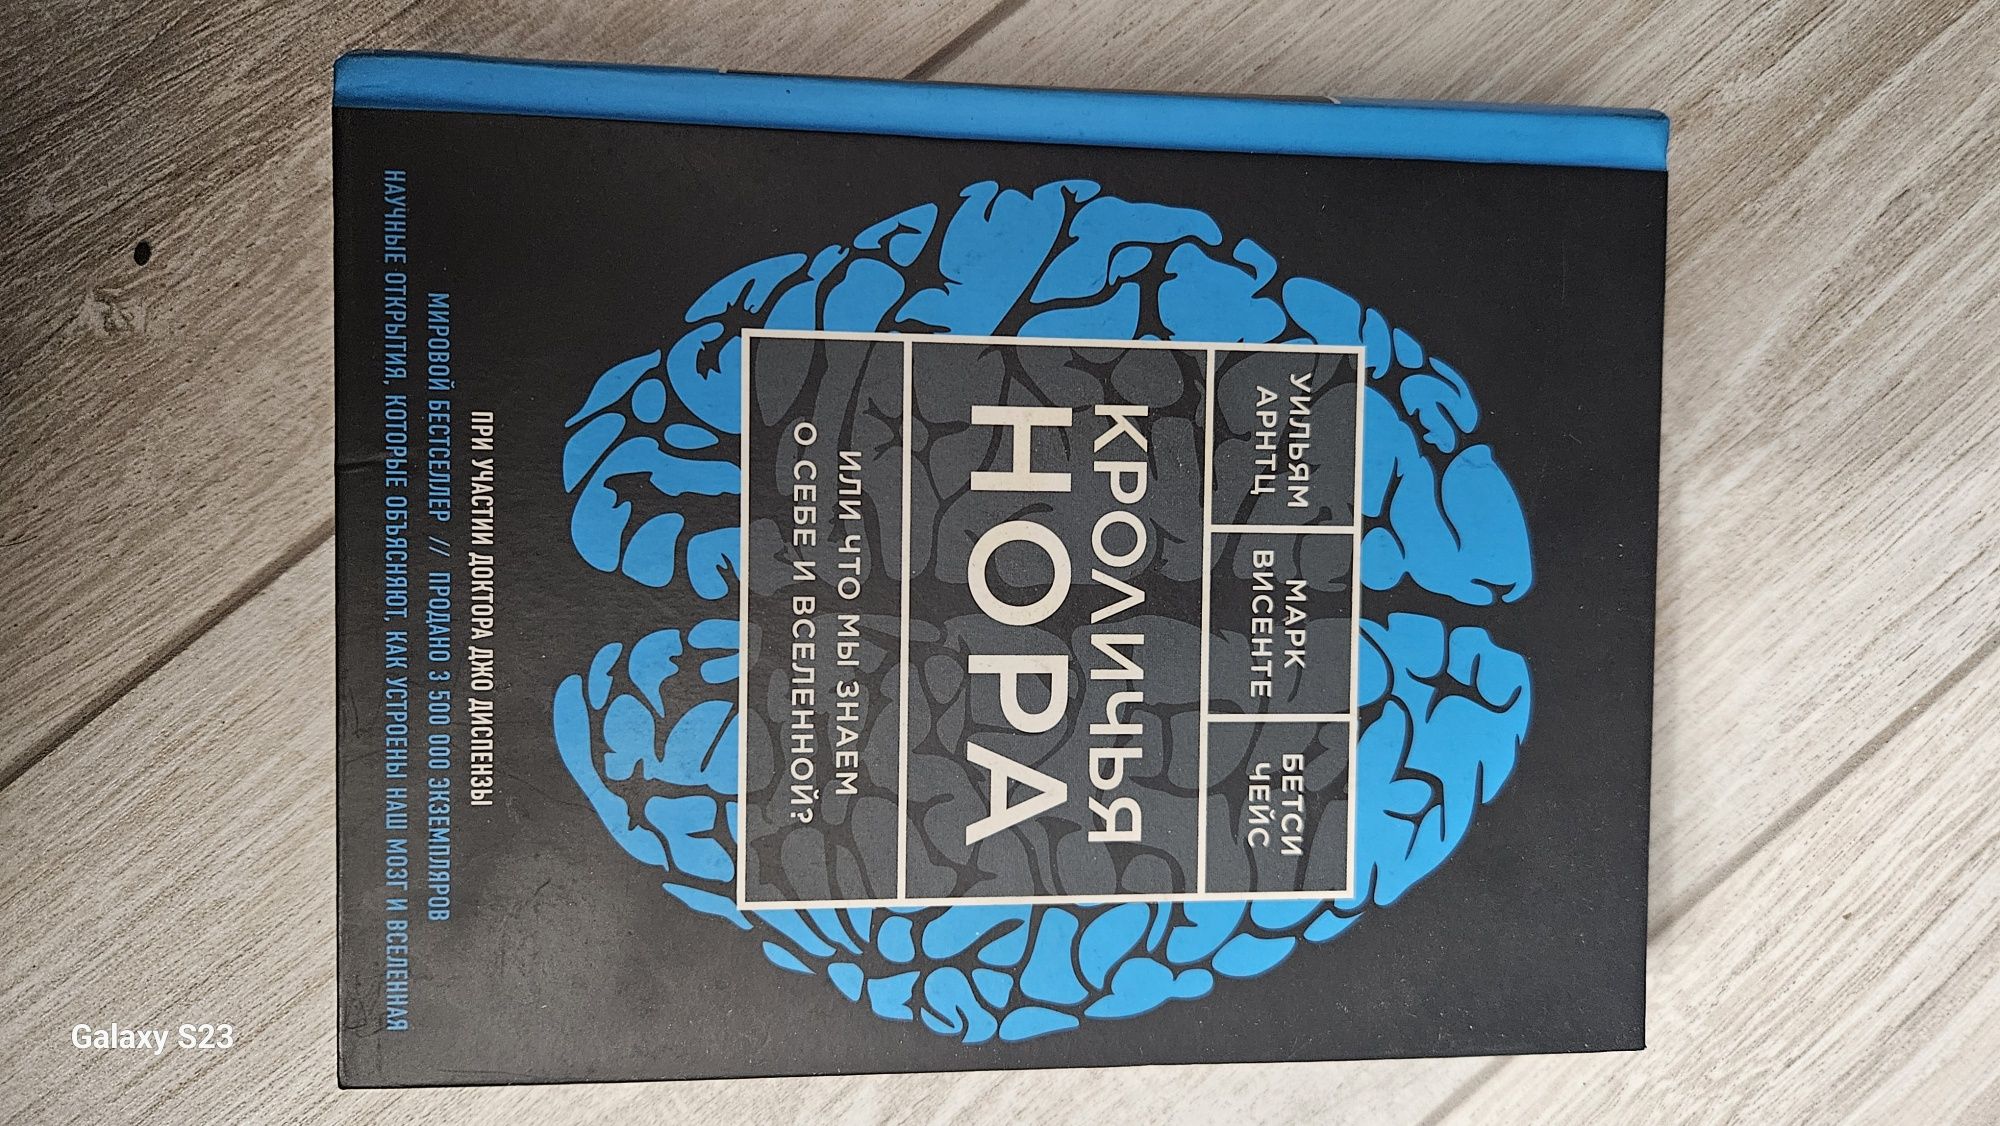 УИЛЬЯМ
АРНТЦ
МАРК
ВИСЕНТЕ
БЕТСИ
ЧЕЙС
КРОЛИЧЬЯ
НОРА
ИЛИ ЧТО МЫ ЗНАЕМ
О СЕБЕ И ВСЕЛЕННОЙ?
ПРИ УЧАСТИИ ДОКТОРА ДЖО ДИСПЕНЗЫ
МИРОВОЙ БЕСТСЕЛЛЕР // ПРОДАНО 3 500 000 ЭКЗЕМПЛЯРОВ
НАУЧНЫЕ ОТКРЫТИЯ, КОТОРЫЕ ОБЪЯСНЯЮТ, КАК УСТРОЕНЫ НАШ МОЗГ И ВСЕЛЕННАЯ
Galaxy S23